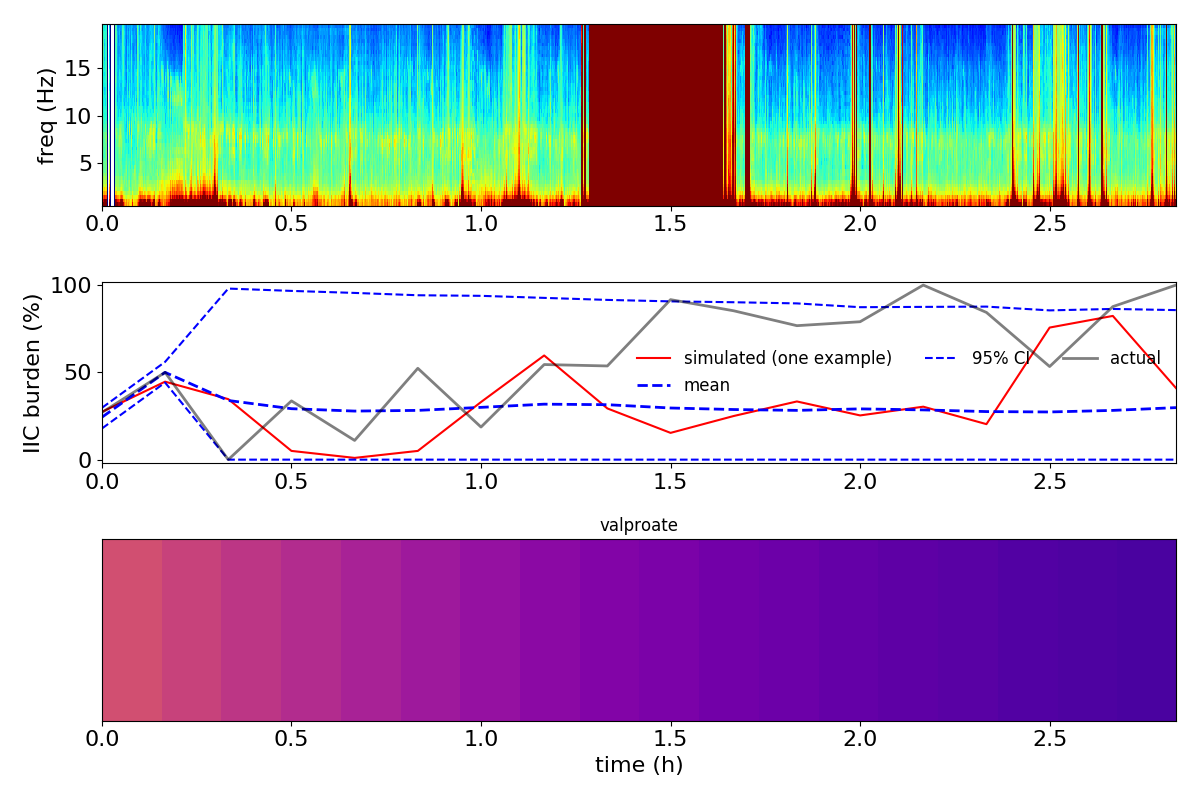 freq (Hz)
15
10
5
0.0 0.5 1.0 1.5 2.0 2.5
IIC burden (%)
100
50
0
simulated (one example) 95% CI actual
mean
0.0 0.5 1.0 1.5 2.0 2.5
valproate
0.0 0.5 1.0 1.5 2.0 2.5
time (h)